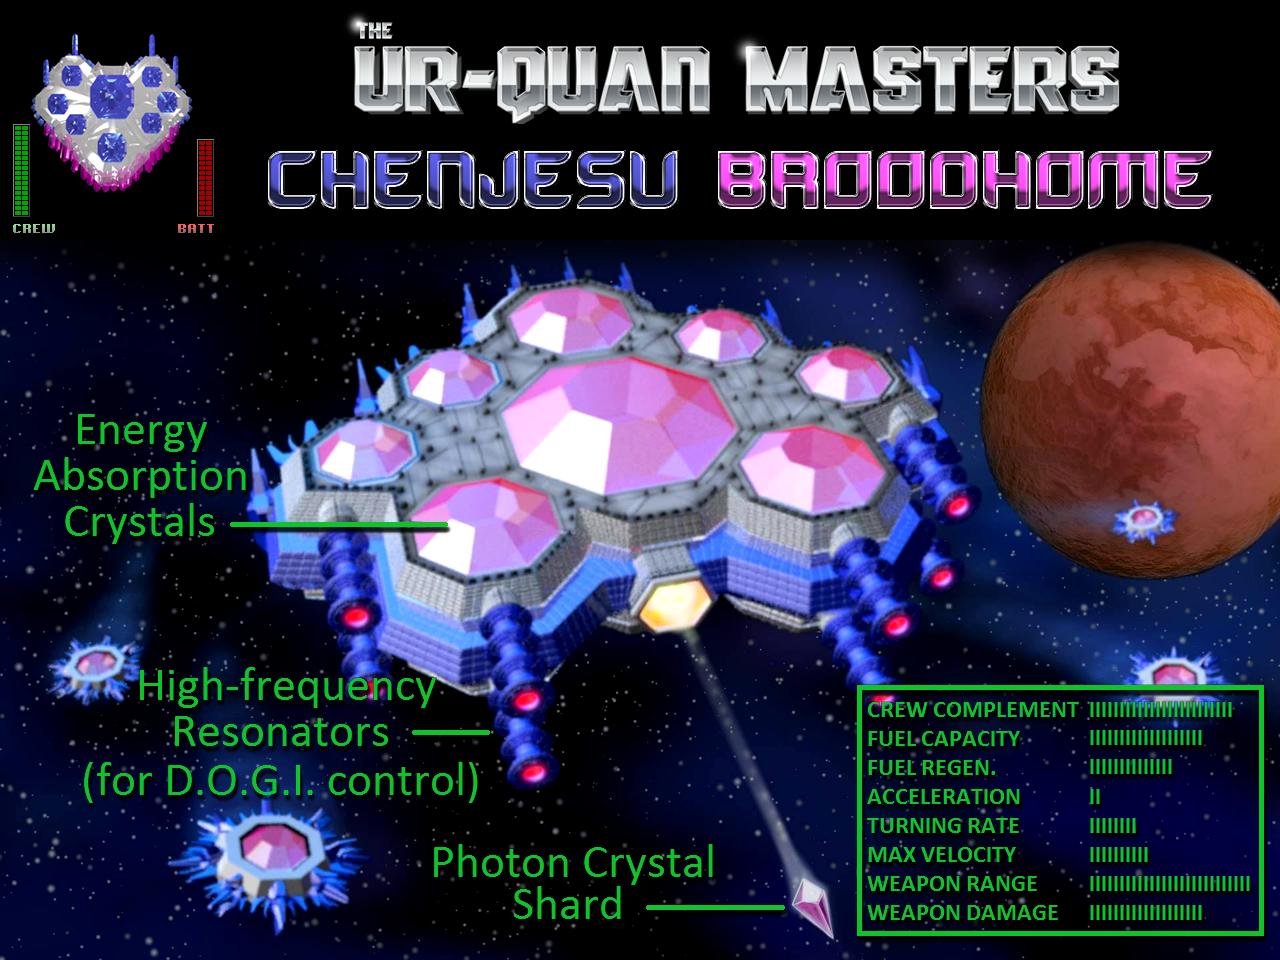 THE
UR-QUAN MASTERS
CHENJESU BROODHOME
CREW
BATT
Energy
Absorption
Crystals
High-frequency
Resonators
(for D.O.G.I. control)
Photon Crystal
Shard
CREW COMPLEMENT
FUEL CAPACITY
FUEL REGEN.
ACCELERATION
TURNING RATE
MAX VELOCITY
WEAPON RANGE
WEAPON DAMAGE